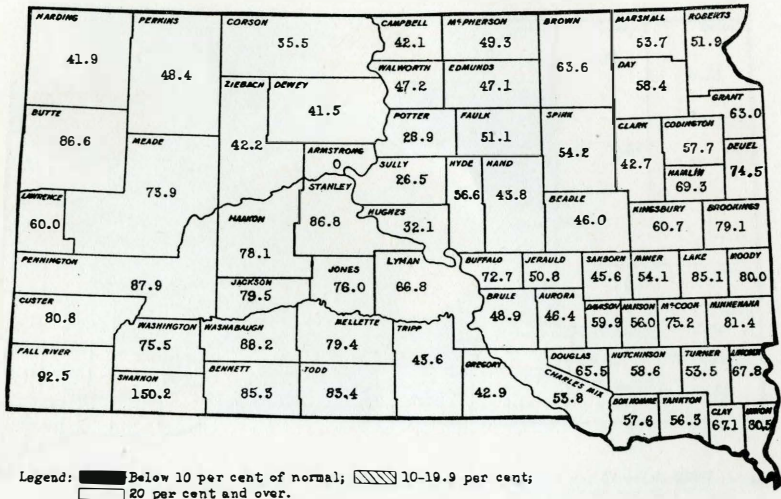 HARDING
41.9
PERKINS
48.4
CORSON
35.5
CAMPBELL
42.1
McPHERSON
49.3
BROWN
63.6
MARSHALL
53.7
ROBERTS
51.9
WALWORTH
47.2
EDMUNDS
47.1
DAY
58.4
GRANT
63.0
BUTTE
86.6
MEADE
73.9
ZIEBACH
42.2
DEWEY
41.5
ARMSTRONG
0
POTTER
28.9
FAULK
51.1
SPINK
54.2
CLARK
42.7
CODINGTON
57.7
HAMLIN
69.3
DEUEL
74.5
LAWRENCE
60.0
HAAKON
78.1
STANLEY
86.8
SULLY
26.5
HUGHES
32.1
HYDE
56.6
HAND
43.8
BEADLE
46.0
KINGSBURY
60.7
BROOKINGS
79.1
PENNINGTON
87.9
JACKSON
79.5
JONES
76.0
LYMAN
66.8
BUFFALO
72.7
JERAULD
50.8
SANBORN
45.6
MINER
54.1
LAKE
85.1
MOODY
80.0
CUSTER
80.8
BRULE
48.9
AURORA
46.4
DAVISON
59.9
HANSON
56.0
McCOOK
75.2
MINNEHAHA
81.4
WASHINGTON
75.5
WASHABAUGH
88.2
MELLETTE
79.4
TRIPP
43.6
FALL RIVER
92.5
SHANNON
150.2
BENNETT
85.3
TODD
83.4
GREGORY
42.9
CHARLES MIX
53.8
DOUGLAS
65.5
HUTCHINSON
58.6
TURNER
53.5
LINCOLN
67.8
BON HOMME
57.8
YANKTON
56.3
CLAY
67.1
UNION
80.5
Legend: Below 10 per cent of normal; 10-19.9 per cent;
20 per cent and over.